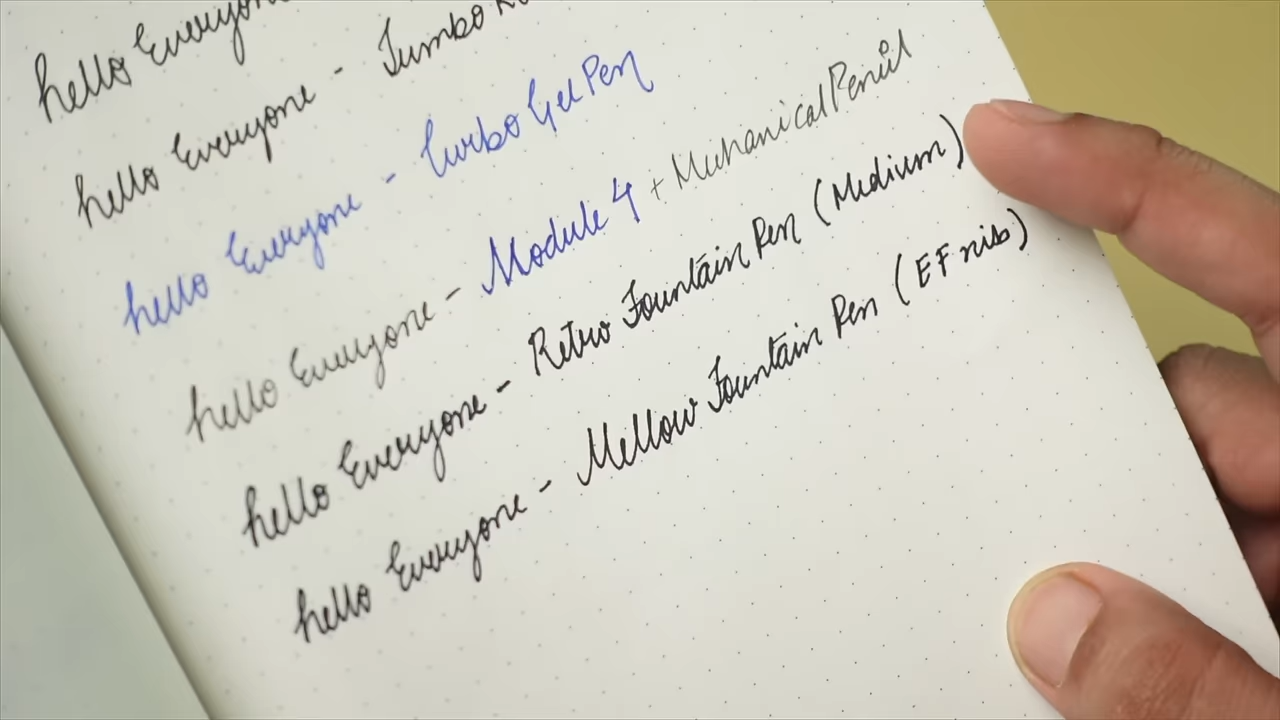 hello Everyone
hello Everyone - Jumbo
hello Everyone - Turbo Gel Pen
hello Everyone - Module 4 + Mechanical Pencil
hello Everyone - Retro Fountain Pen (Medium)
hello Everyone - Mellow Fountain Pen (EF nib)